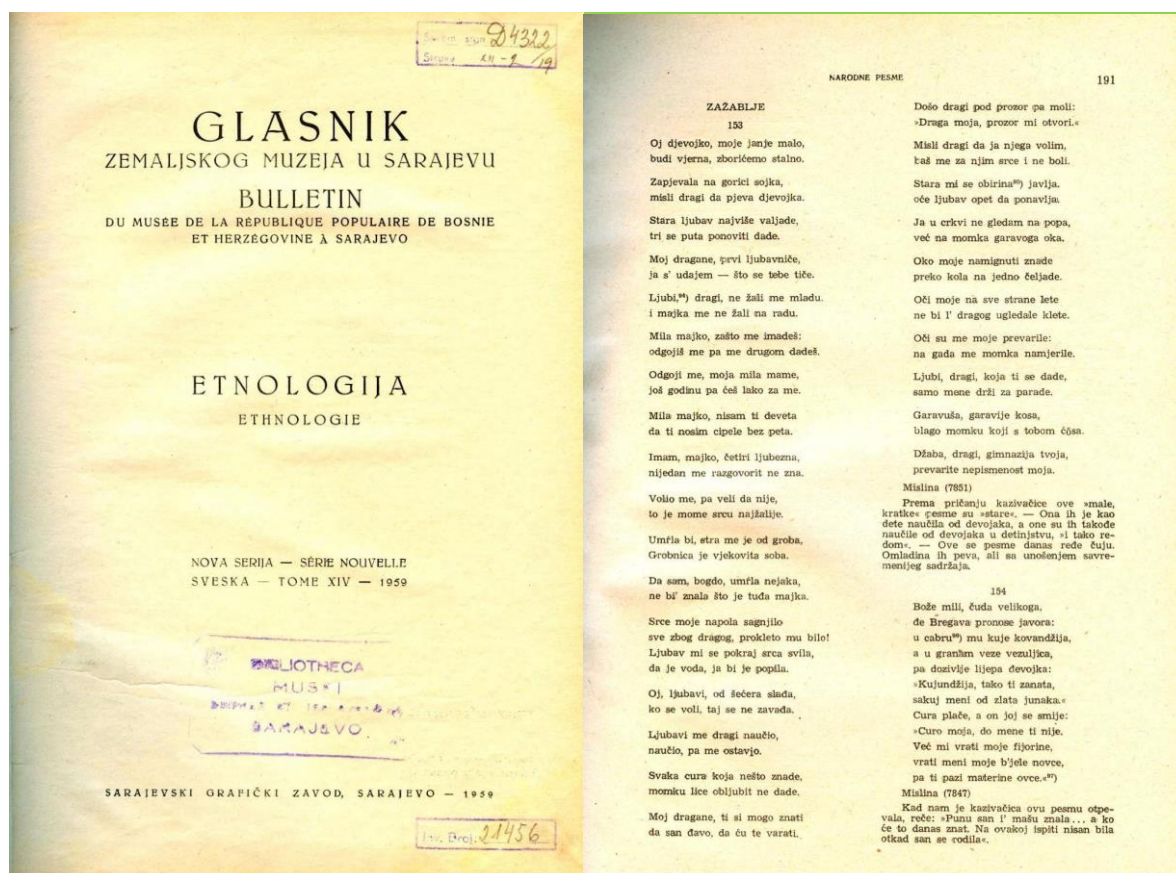 D4322
XII-2/19
GLASNIK
ZEMALJSKOG MUZEJA U SARAJEVU
BULLETIN
DU MUSÉE DE LA RÉPUBLIQUE POPULAIRE DE BOSNIE
ET HERZÉGOVINE À SARAJEVO
ETNOLOGIJA
ETHNOLOGIE
NOVA SERIJA — SÉRIE NOUVELLE
SVESKA — TOME XIV — 1959
BIBLIOTHECA
MUSEI
SARAJEVO
SARAJEVSKI GRAFIČKI ZAVOD, SARAJEVO — 1959
Inv. Broj: 21456
NARODNE PESME
191
ZAŽABLJE
153
Oj djevojko, moje janje malo,
budi vjerna, zborićemo stalno.
Zapjevala na gorici sojka,
misli dragi da pjeva djevojka.
Stara ljubav najviše valjade,
tri se puta ponoviti dade.
Moj dragane, prvi ljubavniče,
ja s' udajem — što se tebe tiče.
Ljubi,⁹⁴) dragi, ne žali me mladu.
i majka me ne žali na radu.
Mila majko, zašto me imadeš:
odgojiš me pa me drugom dadeš.
Odgoji me, moja mila mame,
još godinu pa ćeš lako za me.
Mila majko, nisam ti deveta
da ti nosim cipele bez peta.
Imam, majko, četiri ljubezna,
nijedan me razgovorit ne zna.
Volio me, pa veli da nije,
to je mome srcu najžalije.
Umrla bi, stra me je od groba,
Grobnica je vjekovita soba.
Da sam, bogdo, umrla nejaka,
ne bi' znala što je tuđa majka.
Srce moje napola sagnjilo
sve zbog dragog, prokleto mu bilo!
Ljubav mi se pokraj srca svila,
da je voda, ja bi je popila.
Oj, ljubavi, od šećera slađa,
ko se voli, taj se ne zavađa.
Ljubavi me dragi naučio,
naučio, pa me ostavjo.
Svaka cura koja nešto znade,
momku lice obljubit ne dade.
Moj dragane, ti si mogo znati
da san đavo, da ću te varati.
Došo dragi pod prozor pa moli:
»Draga moja, prozor mi otvori.«
Misli dragi da ja njega volim,
baš me za njim srce i ne boli.
Stara mi se obirina⁹⁵) javlja.
oće ljubav opet da ponavlja.
Ja u crkvi ne gledam na popa,
već na momka garavoga oka.
Oko moje namignuti znade
preko kola na jedno čeljade.
Oči moje na sve strane lete
ne bi l' dragog ugledale klete.
Oči su me moje prevarile:
na gada me momka namjerile.
Ljubi, dragi, koja ti se dade,
samo mene drži za parade.
Garavuša, garavije kosa,
blago momku koji s tobom ćosa.
Džaba, dragi, gimnazija tvoja,
prevarite nepismenost moja.
Mislina (7851)
Prema pričanju kazivačice ove »male,
kratke« pesme su »stare«. — Ona ih je kao
dete naučila od devojaka, a one su ih takođe
naučile od devojaka u detinjstvu, »i tako re-
dom«. — Ove se pesme danas ređe čuju.
Omladina ih peva, ali sa unošenjem savre-
menijeg sadržaja.
154
Bože mili, čuda velikoga,
đe Bregava pronose javora:
u cabru⁹⁶) mu kuje kovandžija,
a u granam veze vezuljica,
pa dozivlje lijepa đevojka:
»Kujundžija, tako ti zanata,
sakuj meni od zlata junaka.«
Cura plače, a on joj se smije:
»Curo moja, do mene ti nije.
Već mi vrati moje fijorine,
vrati meni moje b'jele novce,
pa ti pazi materine ovce.«⁹⁷)
Mislina (7847)
Kad nam je kazivačica ovu pesmu otpe-
vala, reče: »Punu san i' mašu znala... a ko
će to danas znat. Na ovakoj ispiti nisan bila
otkad san se rodila«.